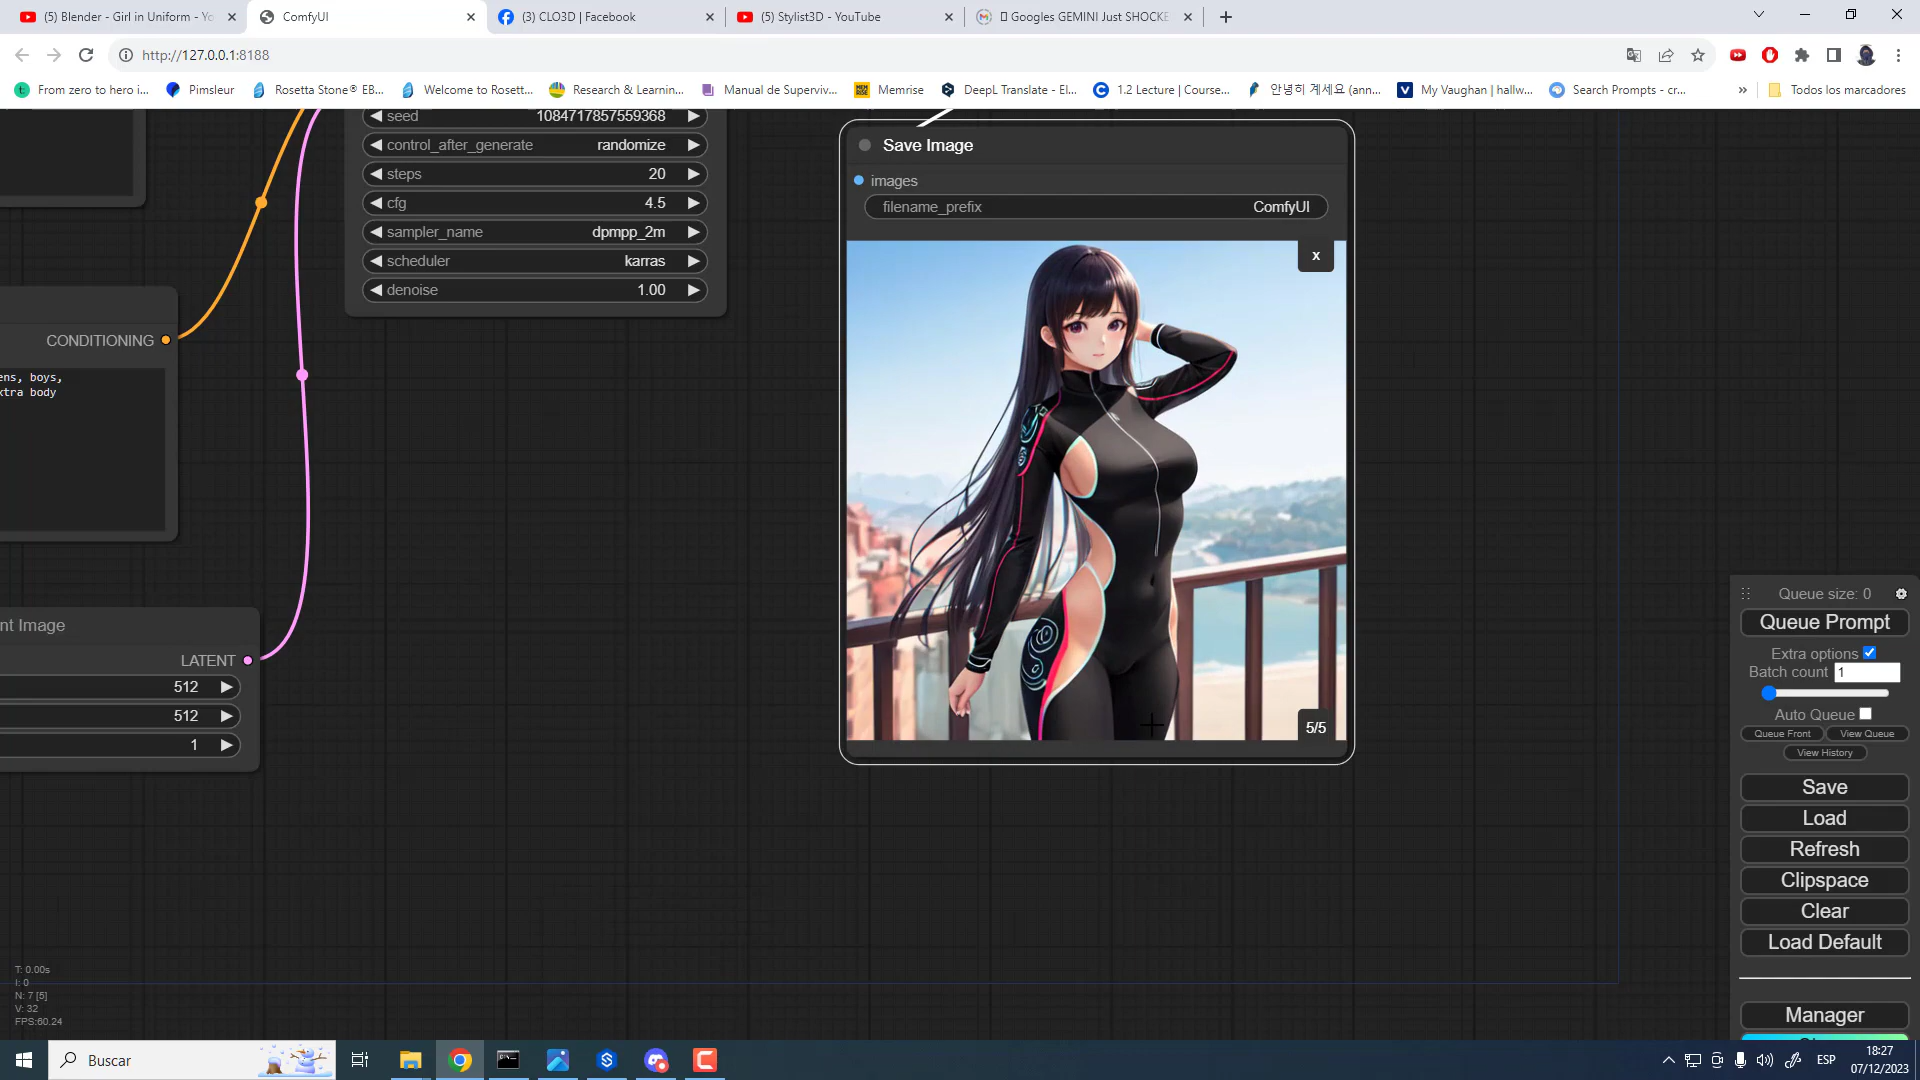 (5) Blender - Girl in Uniform - Yo
ComfyUI
(3) CLO3D | Facebook
(5) Stylist3D - YouTube
Googles GEMINI Just SHOCKE
http://127.0.0.1:8188
From zero to hero i...
Pimsleur
Rosetta Stone® EB...
Welcome to Rosett...
Research & Learnin...
Manual de Superviv...
Memrise
DeepL Translate - El...
1.2 Lecture | Course...
안녕히 계세요 (ann...
My Vaughan | hallw...
Search Prompts - cr...
»
Todos los marcadores
seed 1084717857559368
control_after_generate randomize
steps 20
cfg 4.5
sampler_name dpmpp_2m
scheduler karras
denoise 1.00
Save Image
images
filename_prefix ComfyUI
x
5/5
CONDITIONING
ens, boys,
xtra body
nt Image
LATENT
512
512
1
Queue size: 0
Queue Prompt
Extra options
Batch count 1
Auto Queue
Queue Front
View Queue
View History
Save
Load
Refresh
Clipspace
Clear
Load Default
Manager
T: 0.00s
I: 0
N: 7 [5]
V: 32
FPS:60.24
Buscar
ESP
18:27
07/12/2023